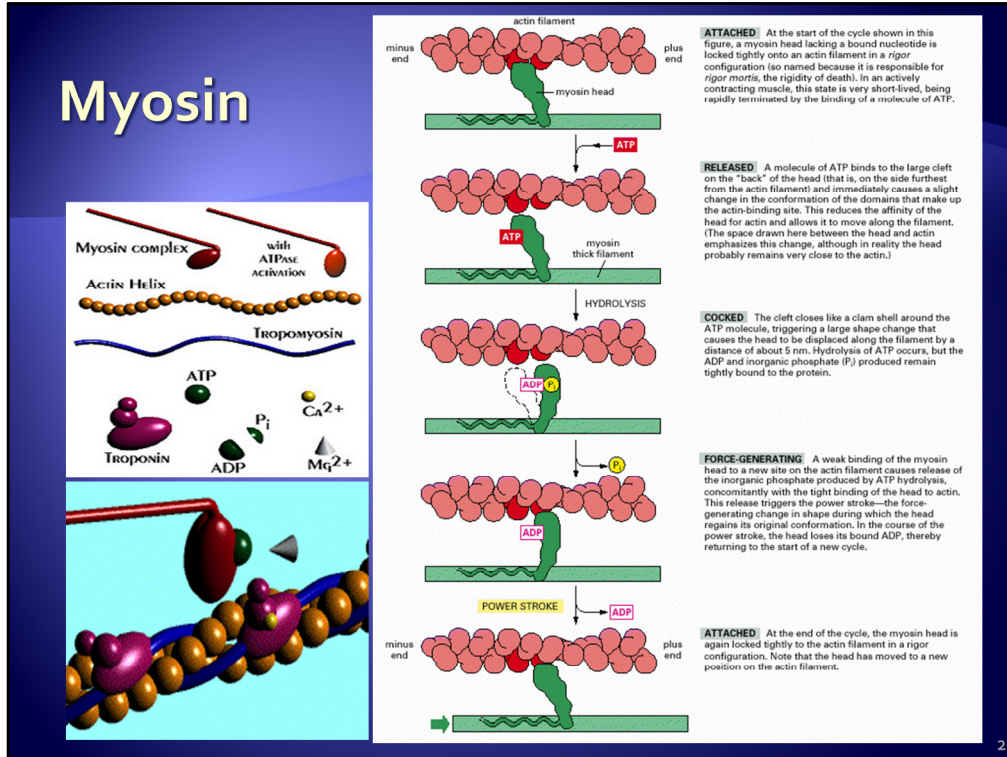 Myosin
MYOSIN COMPLEX
with
ATPASE
ACTIVATION
ACTIN HELIX
TROPOMYOSIN
ATP
Pi
CA2+
TROPONIN
ADP
Mg2+
actin filament
minus
end
plus
end
myosin head
ATP
ATP
myosin
thick filament
HYDROLYSIS
ADP Pi
Pi
ADP
POWER STROKE
ADP
minus
end
plus
end
ATTACHED At the start of the cycle shown in this
figure, a myosin head lacking a bound nucleotide is
locked tightly onto an actin filament in a rigor
configuration (so named because it is responsible for
rigor mortis, the rigidity of death). In an actively
contracting muscle, this state is very short-lived, being
rapidly terminated by the binding of a molecule of ATP.
RELEASED A molecule of ATP binds to the large cleft
on the "back" of the head (that is, on the side furthest
from the actin filament) and immediately causes a slight
change in the conformation of the domains that make up
the actin-binding site. This reduces the affinity of the
head for actin and allows it to move along the filament.
(The space drawn here between the head and actin
emphasizes this change, although in reality the head
probably remains very close to the actin.)
COCKED The cleft closes like a clam shell around the
ATP molecule, triggering a large shape change that
causes the head to be displaced along the filament by a
distance of about 5 nm. Hydrolysis of ATP occurs, but the
ADP and inorganic phosphate (Pi) produced remain
tightly bound to the protein.
FORCE-GENERATING A weak binding of the myosin
head to a new site on the actin filament causes release of
the inorganic phosphate produced by ATP hydrolysis,
concomitantly with the tight binding of the head to actin.
This release triggers the power stroke—the force-
generating change in shape during which the head
regains its original conformation. In the course of the
power stroke, the head loses its bound ADP, thereby
returning to the start of a new cycle.
ATTACHED At the end of the cycle, the myosin head is
again locked tightly to the actin filament in a rigor
configuration. Note that the head has moved to a new
position on the actin filament.
2